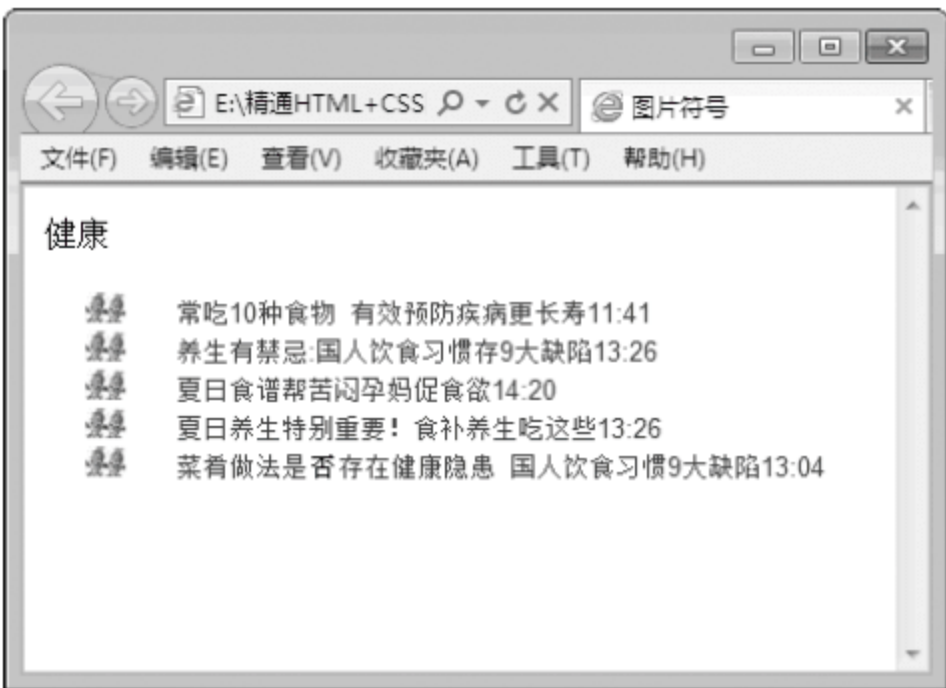 E:\精通HTML+CSS
图片符号
文件(F) 编辑(E) 查看(V) 收藏夹(A) 工具(T) 帮助(H)
健康
常吃10种食物 有效预防疾病更长寿11:41
养生有禁忌:国人饮食习惯存9大缺陷13:26
夏日食谱帮苦闷孕妈促食欲14:20
夏日养生特别重要！食补养生吃这些13:26
菜肴做法是否存在健康隐患 国人饮食习惯9大缺陷13:04